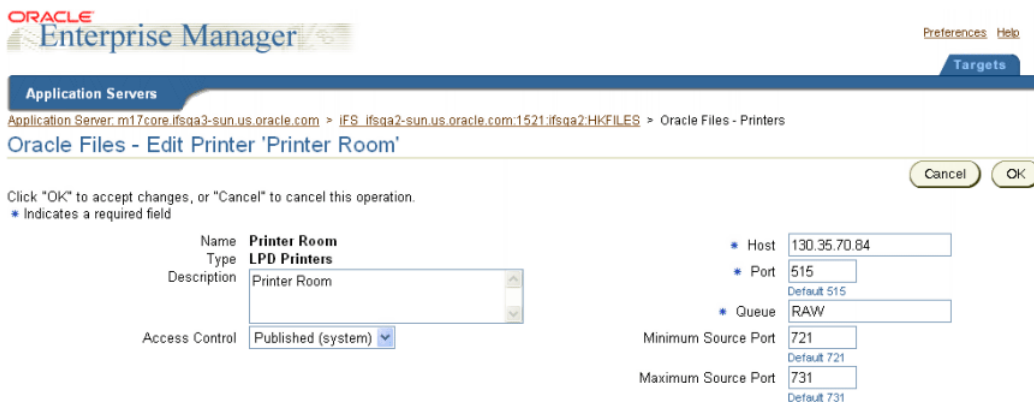 ORACLE
Enterprise Manager
Preferences Help
Targets
Application Servers
Application Server: m17core.ifsqa3-sun.us.oracle.com > iFS_ifsqa2-sun.us.oracle.com:1521:ifsqa2:HKFILES > Oracle Files - Printers
Oracle Files - Edit Printer 'Printer Room'
Cancel OK
Click "OK" to accept changes, or "Cancel" to cancel this operation.
* Indicates a required field
Name Printer Room
Type LPD Printers
Description Printer Room
Access Control Published (system)
* Host 130.35.70.84
* Port 515
Default 515
* Queue RAW
Minimum Source Port 721
Default 721
Maximum Source Port 731
Default 731